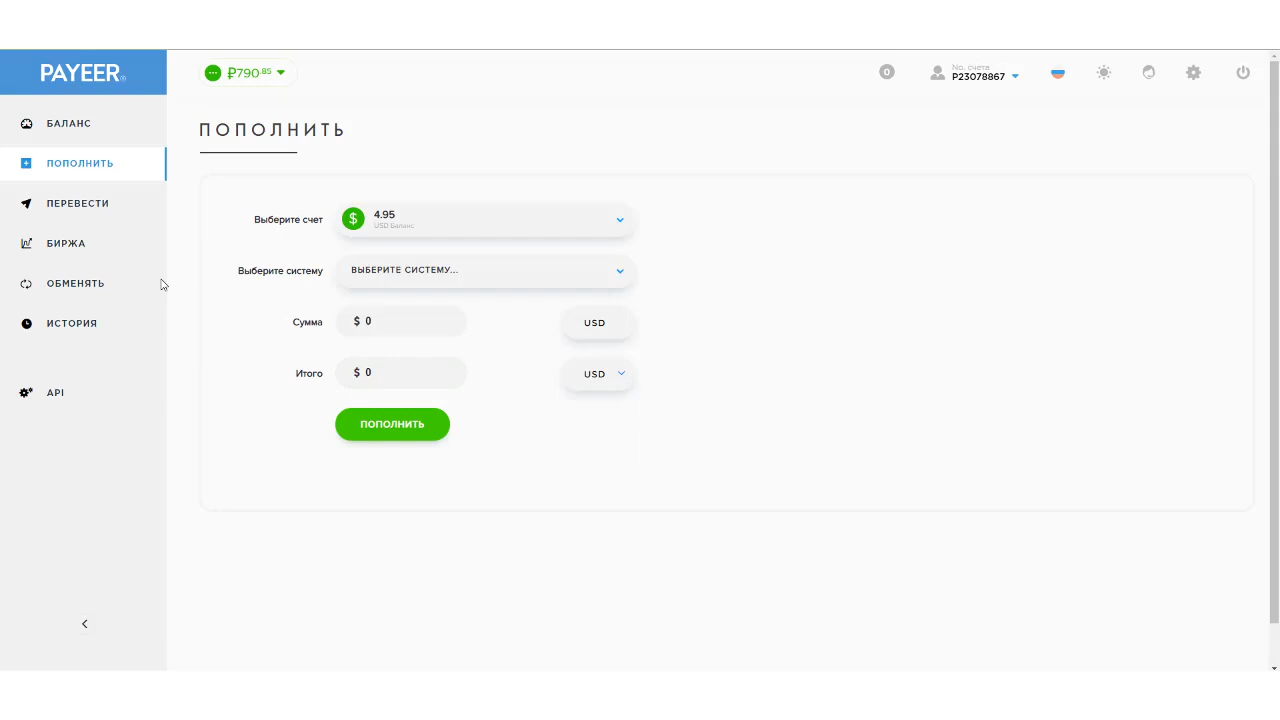 PAYEER®
₽790.85
0
No. счета
P23078867
БАЛАНС
ПОПОЛНИТЬ
ПЕРЕВЕСТИ
БИРЖА
ОБМЕНЯТЬ
ИСТОРИЯ
API
ПОПОЛНИТЬ
Выберите счет
$
4.95
USD Баланс
Выберите систему
ВЫБЕРИТЕ СИСТЕМУ...
Сумма
$ 0
USD
Итого
$ 0
USD
ПОПОЛНИТЬ